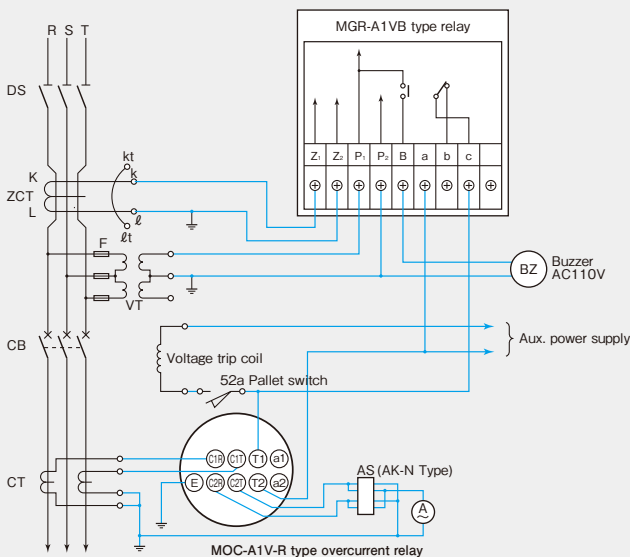 MGR-A1VB type relay
R S T
DS
Z1 Z2 P1 P2 B a b c
kt
K k
ZCT
L ℓ
ℓt
F
VT
BZ
Buzzer
AC110V
CB
Voltage trip coil
Aux. power supply
52a Pallet switch
C1R C1T T1 a1
AS (AK-N Type)
CT
E C2R C2T T2 a2
A
MOC-A1V-R type overcurrent relay